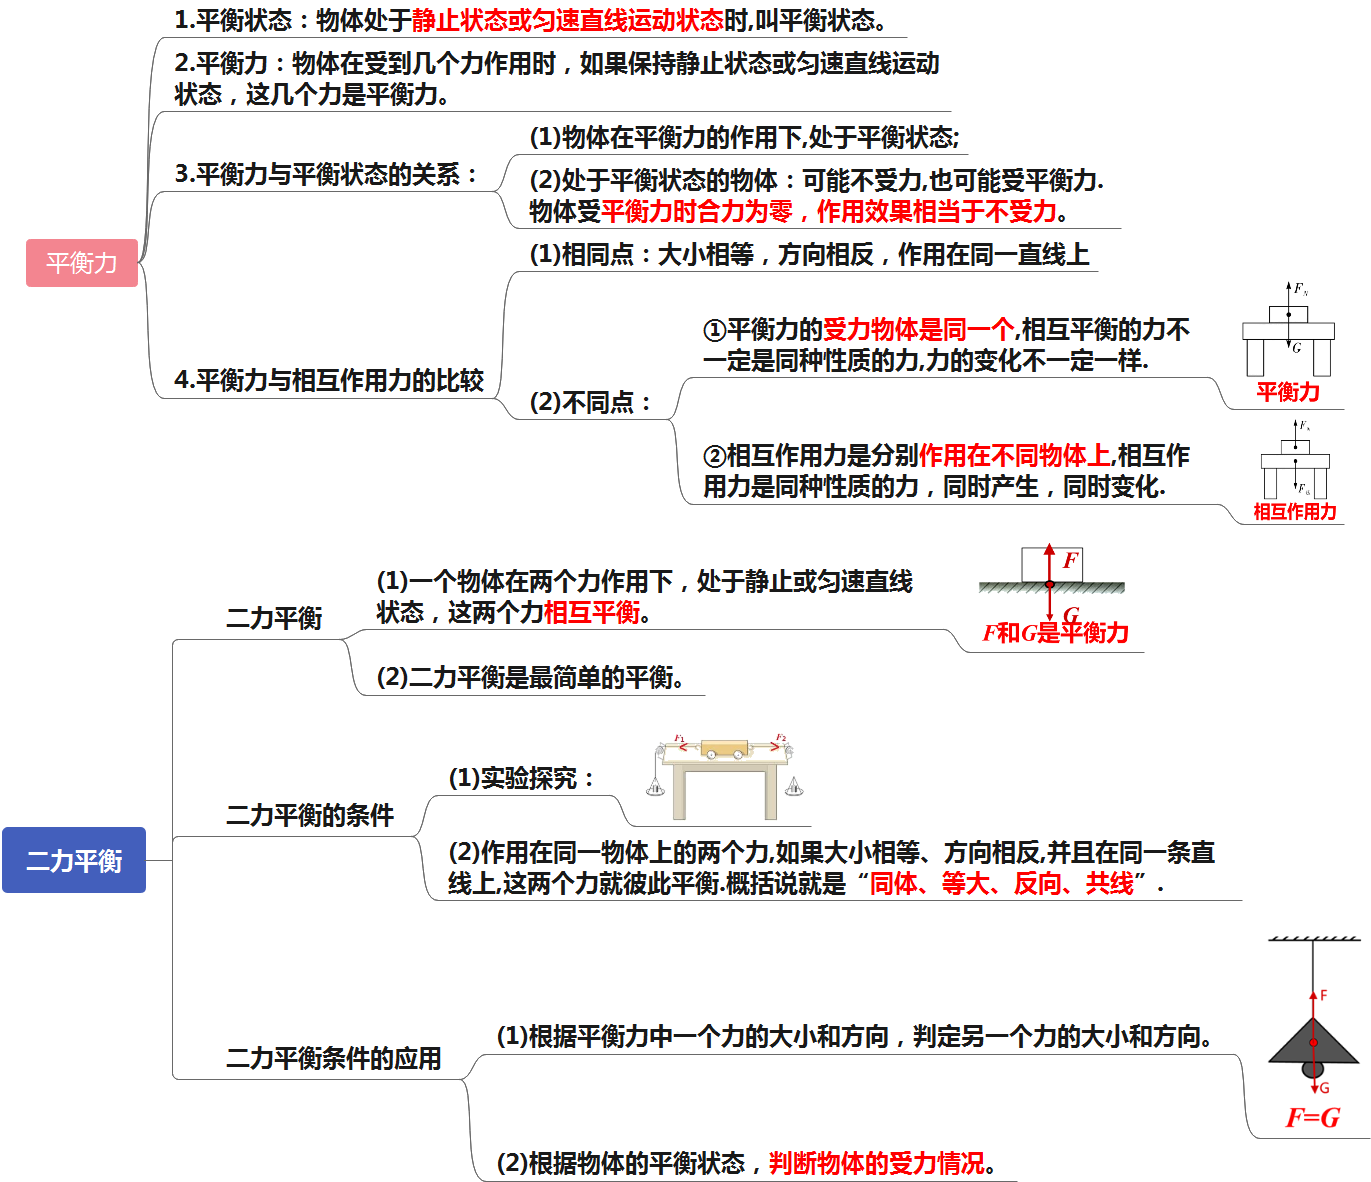 1.平衡状态：物体处于静止状态或匀速直线运动状态时,叫平衡状态。
2.平衡力：物体在受到几个力作用时，如果保持静止状态或匀速直线运动
状态，这几个力是平衡力。
(1)物体在平衡力的作用下,处于平衡状态;
3.平衡力与平衡状态的关系：
(2)处于平衡状态的物体：可能不受力,也可能受平衡力.
物体受平衡力时合力为零，作用效果相当于不受力。
平衡力
(1)相同点：大小相等，方向相反，作用在同一直线上
4.平衡力与相互作用力的比较
(2)不同点：
①平衡力的受力物体是同一个,相互平衡的力不
一定是同种性质的力,力的变化不一定一样.
F_N
G
平衡力
②相互作用力是分别作用在不同物体上,相互作
用力是同种性质的力，同时产生，同时变化.
相互作用力
二力平衡
二力平衡
(1)一个物体在两个力作用下，处于静止或匀速直线
状态，这两个力相互平衡。
F
G
F和G是平衡力
(2)二力平衡是最简单的平衡。
二力平衡的条件
(1)实验探究：
F1
F2
(2)作用在同一物体上的两个力,如果大小相等、方向相反,并且在同一条直
线上,这两个力就彼此平衡.概括说就是“同体、等大、反向、共线”.
二力平衡条件的应用
(1)根据平衡力中一个力的大小和方向，判定另一个力的大小和方向。
F
G
F=G
(2)根据物体的平衡状态，判断物体的受力情况。